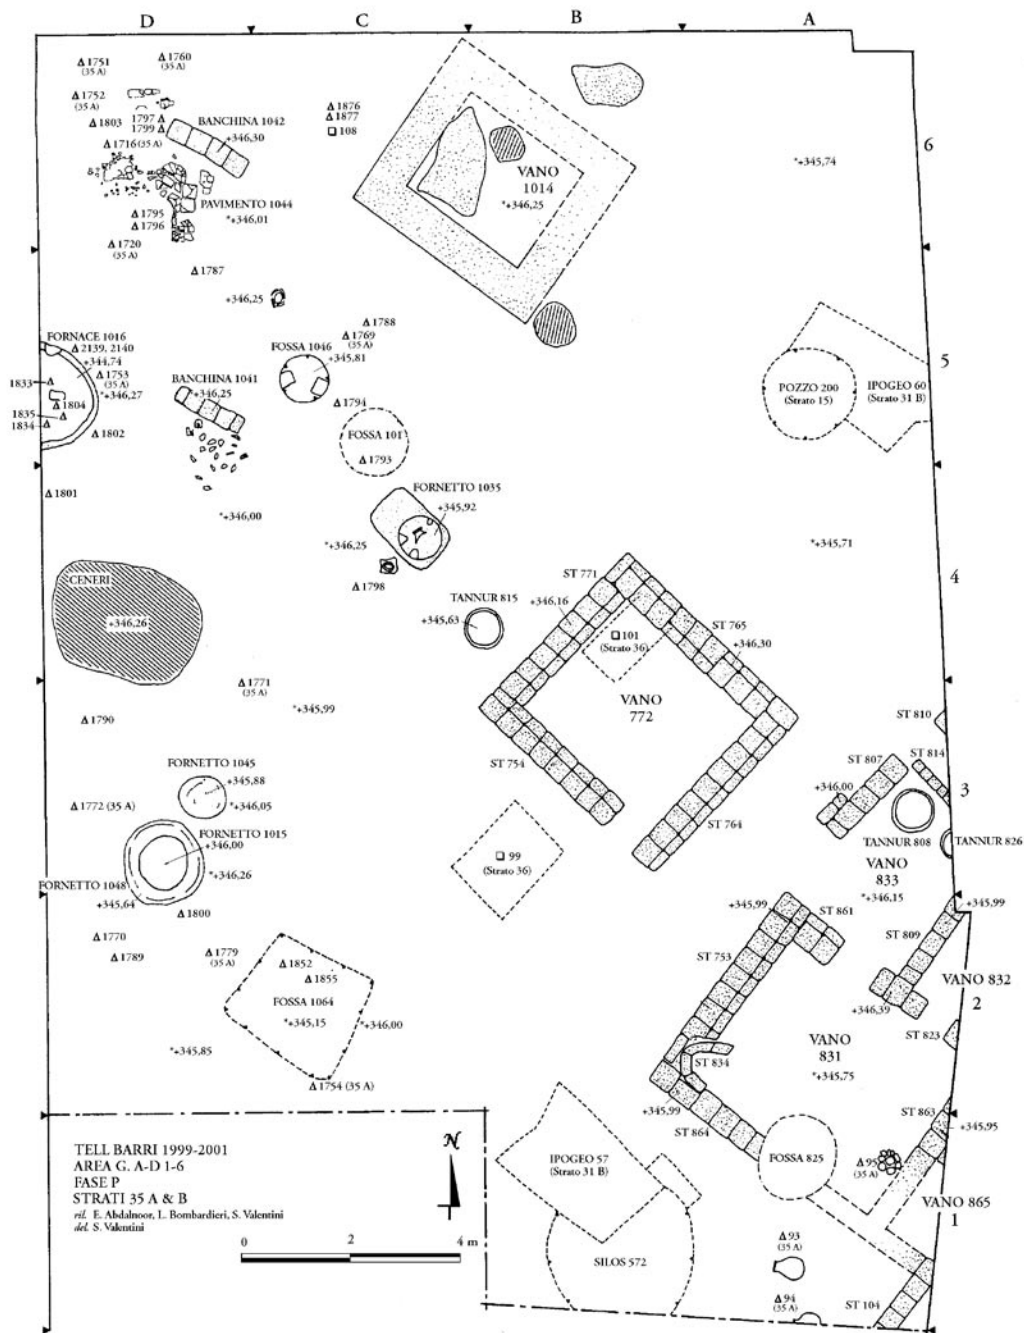 D
C
B
A
Δ 1751
(35 A)
Δ 1760
(35 A)
Δ 1752
(35 A)
Δ 1803
1797 Δ
1799 Δ
Δ 1716 (35 A)
BANCHINA 1042
+346,30
Δ 1876
Δ 1877
108
VANO
1014
*+346,25
*+345,74
6
PAVIMENTO 1044
*+346,01
Δ 1795
Δ 1796
Δ 1720
(35 A)
Δ 1787
+346,25
FORNACE 1016
Δ 2139, 2140
+344,74
Δ 1753
(35 A)
*+346,27
1833
Δ 1804
1835
1834
Δ 1802
FOSSA 1046
+345,81
Δ 1788
Δ 1769
(35 A)
BANCHINA 1041
*+346,25
Δ 1794
FOSSA 101
Δ 1793
POZZO 200
(Strato 15)
IPOGEO 60
(Strato 31 B)
5
Δ 1801
*+346,00
FORNETTO 1035
+345,92
*+346,25
Δ 1798
*+345,71
4
CENERI
+346,26
TANNUR 815
+345,63
ST 771
+346,16
101
(Strato 36)
ST 765
+346,30
VANO
772
Δ 1771
(35 A)
*+345,99
Δ 1790
ST 754
ST 764
ST 810
ST 807
ST 814
+346,00
3
TANNUR 808
TANNUR 826
FORNETTO 1045
+345,88
*+346,05
Δ 1772 (35 A)
FORNETTO 1015
+346,00
*+346,26
FORNETTO 1048
+345,64
Δ 1800
99
(Strato 36)
VANO
833
*+346,15
+345,99
+345,99
ST 861
ST 809
ST 753
Δ 1770
Δ 1789
Δ 1779
(35 A)
Δ 1852
Δ 1855
FOSSA 1064
*+345,15
*+346,00
*+345,85
Δ 1754 (35 A)
VANO 832
2
+346,39
ST 823
VANO
831
*+345,75
ST 834
+345,99
ST 864
ST 863
+345,95
TELL BARRI 1999-2001
AREA G. A-D 1-6
FASE P
STRATI 35 A & B
ril. E. Abdalnoor, L. Bombardieri, S. Valentini
del. S. Valentini
N
0
2
4 m
IPOGEO 57
(Strato 31 B)
FOSSA 825
Δ 95
(35 A)
VANO 865
1
SILOS 572
Δ 93
(35 A)
Δ 94
(35 A)
ST 104